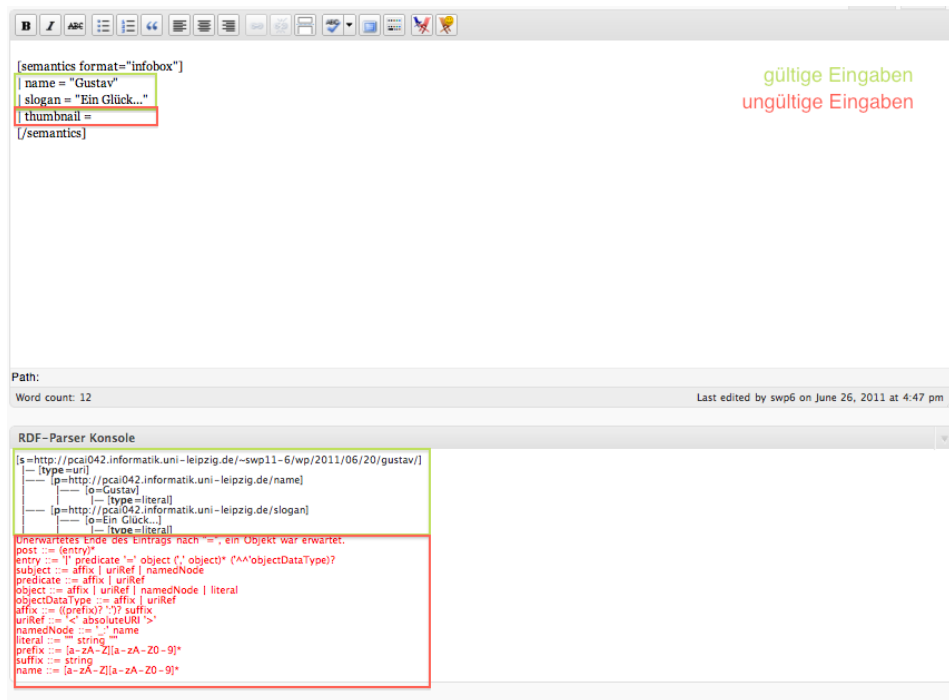 B I ABC ABC
[semantics format="infobox"]
| name = "Gustav"
| slogan = "Ein Glück..."
| thumbnail =
[/semantics]
gültige Eingaben
ungültige Eingaben
Path:
Word count: 12
Last edited by swp6 on June 26, 2011 at 4:47 pm
RDF-Parser Konsole
[s=http://pcai042.informatik.uni-leipzig.de/~swp11-6/wp/2011/06/20/gustav/]
|— [type=uri]
|—— [p=http://pcai042.informatik.uni-leipzig.de/name]
| |—— [o=Gustav]
| |— [type=literal]
|—— [p=http://pcai042.informatik.uni-leipzig.de/slogan]
| |—— [o=Ein Glück...]
| |— [type=literal]
Unerwartetes Ende des Eintrags nach "=", ein Objekt war erwartet.
post ::= (entry)*
entry ::= '|' predicate '=' object (',' object)* ('^^'objectDataType)?
subject ::= affix | uriRef | namedNode
predicate ::= affix | uriRef
object ::= affix | uriRef | namedNode | literal
objectDataType ::= affix | uriRef
affix ::= ((prefix)? ':')? suffix
uriRef ::= '<' absoluteURI '>'
namedNode ::= '_:' name
literal ::= '"' string '"'
prefix ::= [a-zA-Z][a-zA-Z0-9]*
suffix ::= string
name ::= [a-zA-Z][a-zA-Z0-9]*